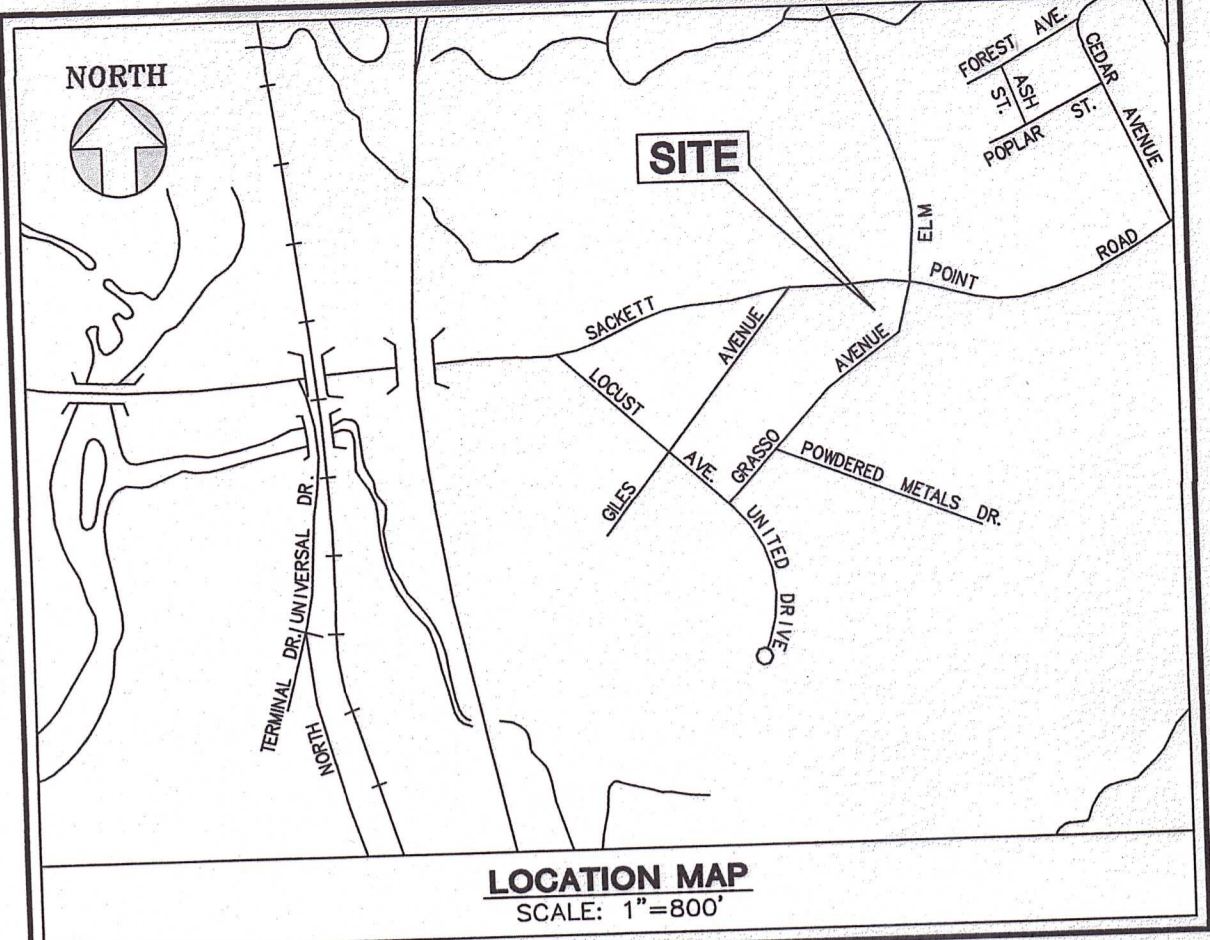 NORTH
FOREST AVE.
CEDAR AVENUE
ASH ST.
POPLAR ST.
SITE
ELM
SACKETT POINT ROAD
AVENUE
GILES
LOCUST AVE.
GRASSO AVENUE
POWDERED METALS DR.
UNITED DRIVE
TERMINAL DR.
UNIVERSAL DR.
NORTH
LOCATION MAP
SCALE: 1"=800'